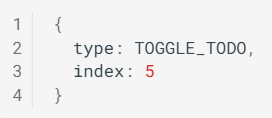 1 {
2   type: TOGGLE_TODO,
3   index: 5
4 }